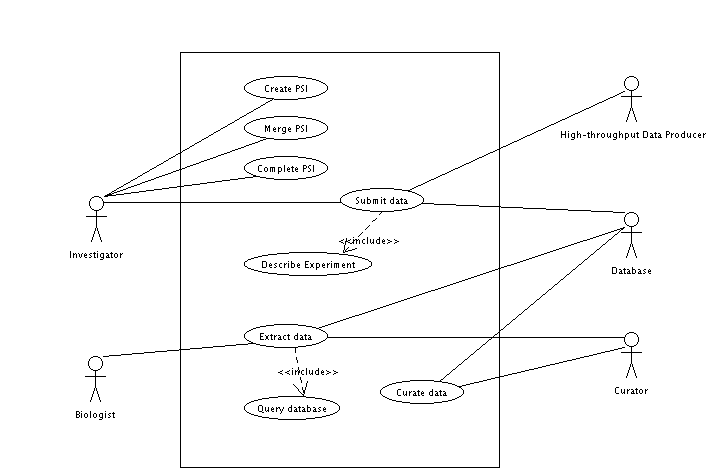 Create PSI
Merge PSI
High-throughput Data Producer
Complete PSI
Submit data
<<include>>
Investigator
Describe Experiment
Database
Extract data
<<include>>
Curate data
Curator
Query database
Biologist